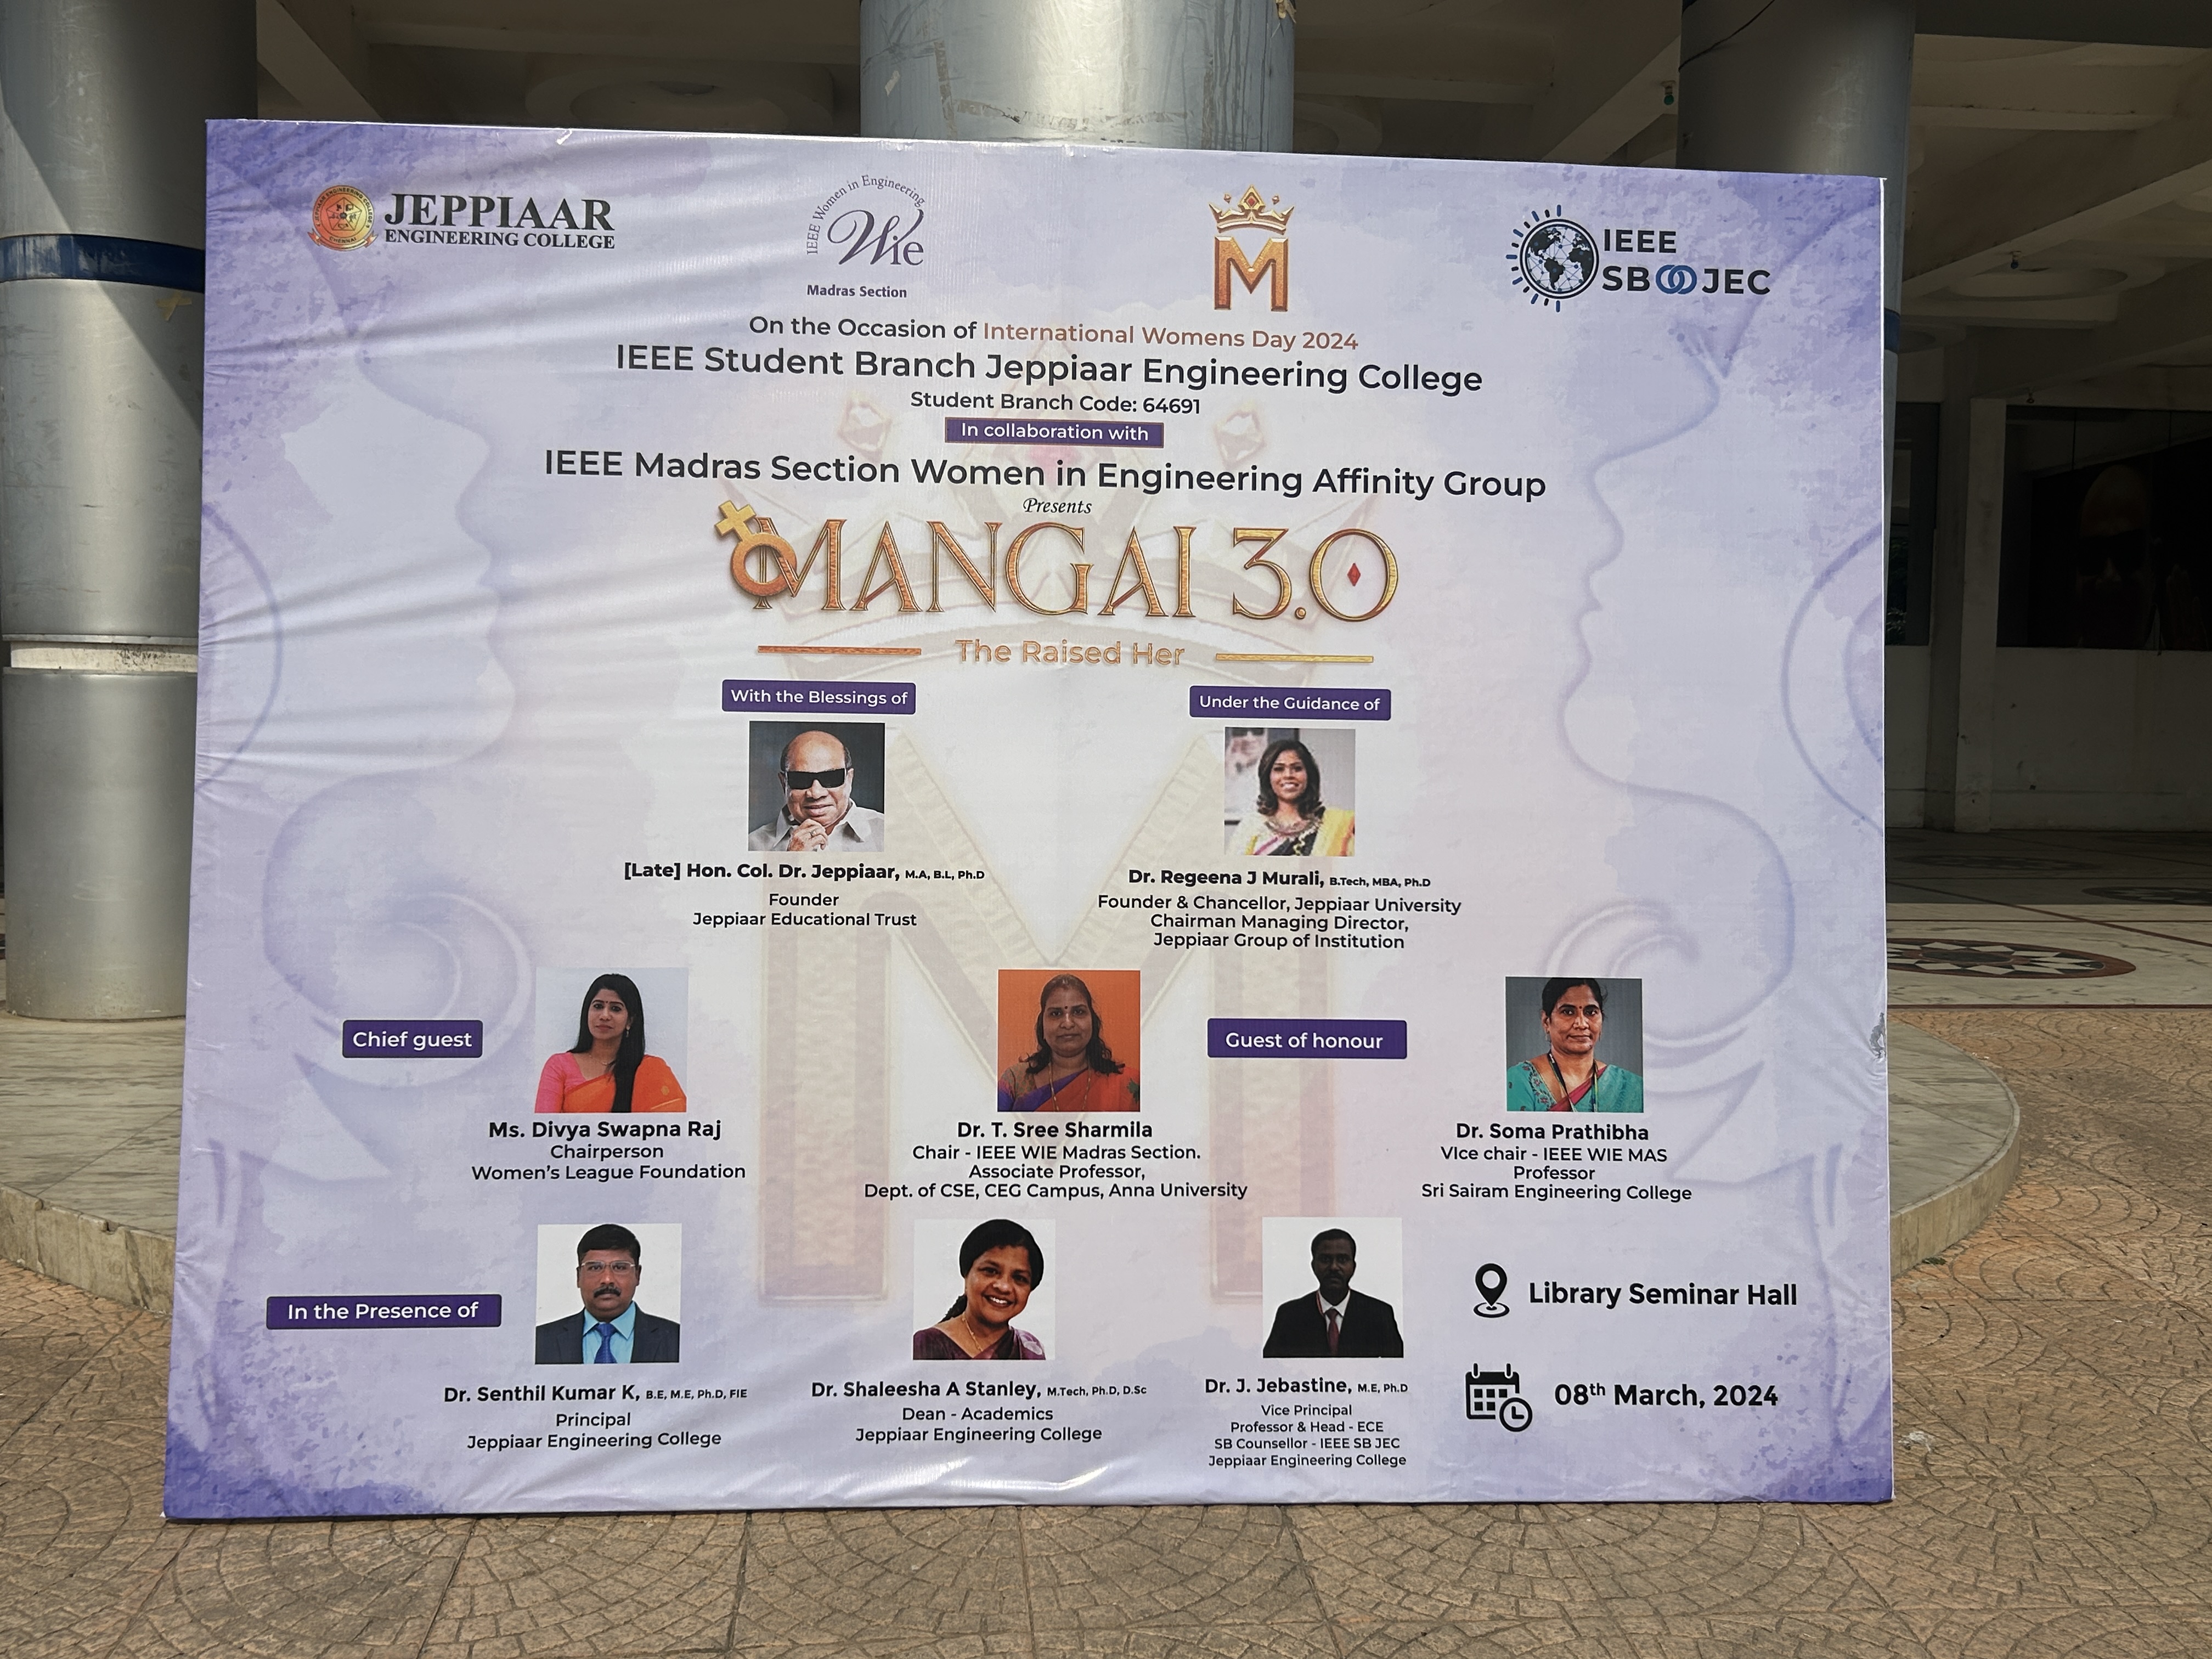 JEPPIAAR
ENGINEERING COLLEGE
IEEE Women in Engineering
Wie
Madras Section
M
IEEE
SB JEC
On the Occasion of International Womens Day 2024
IEEE Student Branch Jeppiaar Engineering College
Student Branch Code: 64691
In collaboration with
IEEE Madras Section Women in Engineering Affinity Group
Presents
MANGAI 3.0
The Raised Her
With the Blessings of
[Late] Hon. Col. Dr. Jeppiaar, M.A, B.L, Ph.D
Founder
Jeppiaar Educational Trust
Under the Guidance of
Dr. Regeena J Murali, B.Tech, MBA, Ph.D
Founder & Chancellor, Jeppiaar University
Chairman Managing Director,
Jeppiaar Group of Institution
Chief guest
Ms. Divya Swapna Raj
Chairperson
Women's League Foundation
Dr. T. Sree Sharmila
Chair - IEEE WIE Madras Section.
Associate Professor,
Dept. of CSE, CEG Campus, Anna University
Guest of honour
Dr. Soma Prathibha
VIce chair - IEEE WIE MAS
Professor
Sri Sairam Engineering College
In the Presence of
Dr. Senthil Kumar K, B.E, M.E, Ph.D, FIE
Principal
Jeppiaar Engineering College
Dr. Shaleesha A Stanley, M.Tech, Ph.D, D.Sc
Dean - Academics
Jeppiaar Engineering College
Dr. J. Jebastine, M.E, Ph.D
Vice Principal
Professor & Head - ECE
SB Counsellor - IEEE SB JEC
Jeppiaar Engineering College
Library Seminar Hall
08th March, 2024